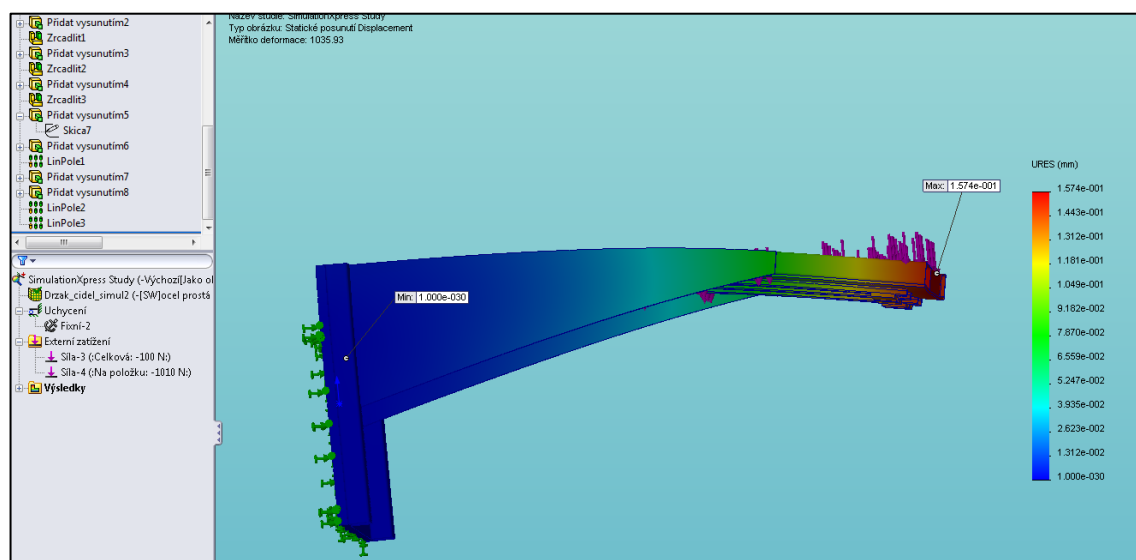 Přidat vysunutím2
Zrcadlit1
Přidat vysunutím3
Zrcadlit2
Přidat vysunutím4
Zrcadlit3
Přidat vysunutím5
Skica7
Přidat vysunutím6
LinPole1
Přidat vysunutím7
Přidat vysunutím8
LinPole2
LinPole3
SimulationXpress Study (-Výchozí[Jako ol
Drzak_cidel_simul2 (-[SW]ocel prostá
Uchycení
Fixní-2
Externí zatížení
Síla-3 (:Celková: -100 N:)
Síla-4 (:Na položku: -1010 N:)
Výsledky
Název studie: SimulationXpress Study
Typ obrázku: Statické posunutí Displacement
Měřítko deformace: 1035.93
Min: 1.000e-030
Max: 1.574e-001
URES (mm)
1.574e-001
1.443e-001
1.312e-001
1.181e-001
1.049e-001
9.182e-002
7.870e-002
6.559e-002
5.247e-002
3.935e-002
2.623e-002
1.312e-002
1.000e-030